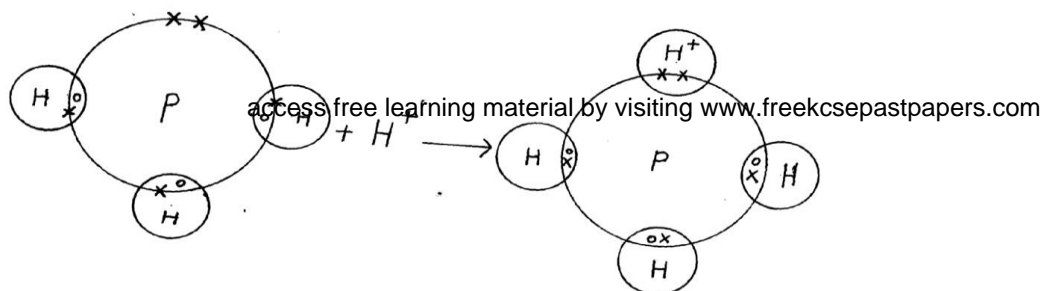 H P H H + H⁺ →
H⁺ H P H H
access free learning material by visiting www.freekcsepastpapers.com